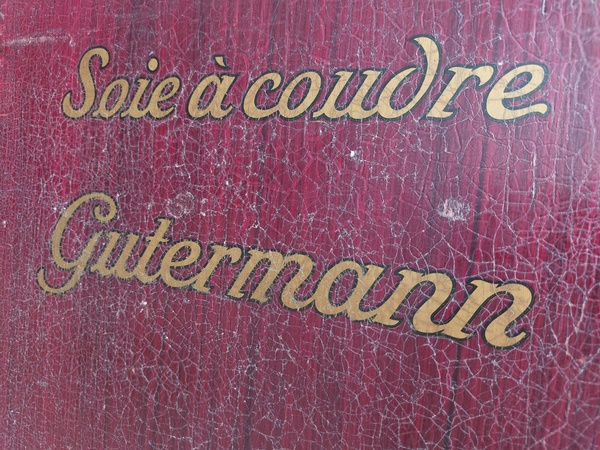 Soie à coudre
Gutermann